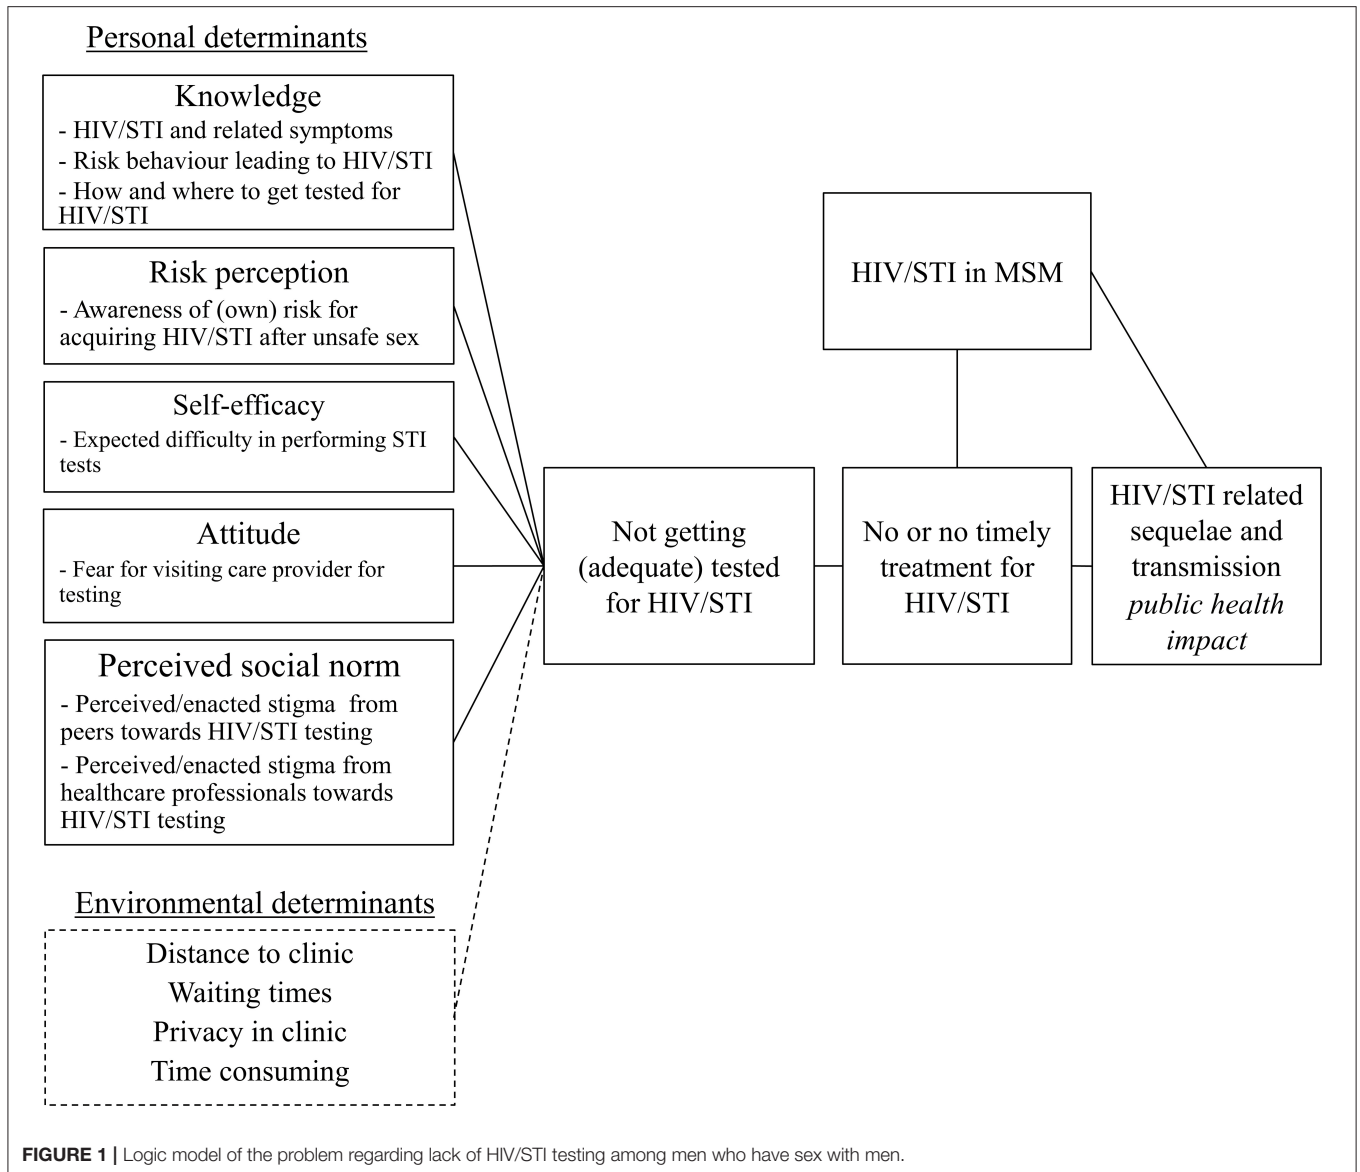 Personal determinants
Knowledge
- HIV/STI and related symptoms
- Risk behaviour leading to HIV/STI
- How and where to get tested for
HIV/STI
Risk perception
- Awareness of (own) risk for
acquiring HIV/STI after unsafe sex
Self-efficacy
- Expected difficulty in performing STI
tests
Attitude
- Fear for visiting care provider for
testing
Perceived social norm
- Perceived/enacted stigma  from
peers towards HIV/STI testing
- Perceived/enacted stigma from
healthcare professionals towards
HIV/STI testing
Environmental determinants
Distance to clinic
Waiting times
Privacy in clinic
Time consuming
Not getting
(adequate) tested
for HIV/STI
No or no timely
treatment for
HIV/STI
HIV/STI in MSM
HIV/STI related
sequelae and
transmission
public health
impact
FIGURE 1 | Logic model of the problem regarding lack of HIV/STI testing among men who have sex with men.